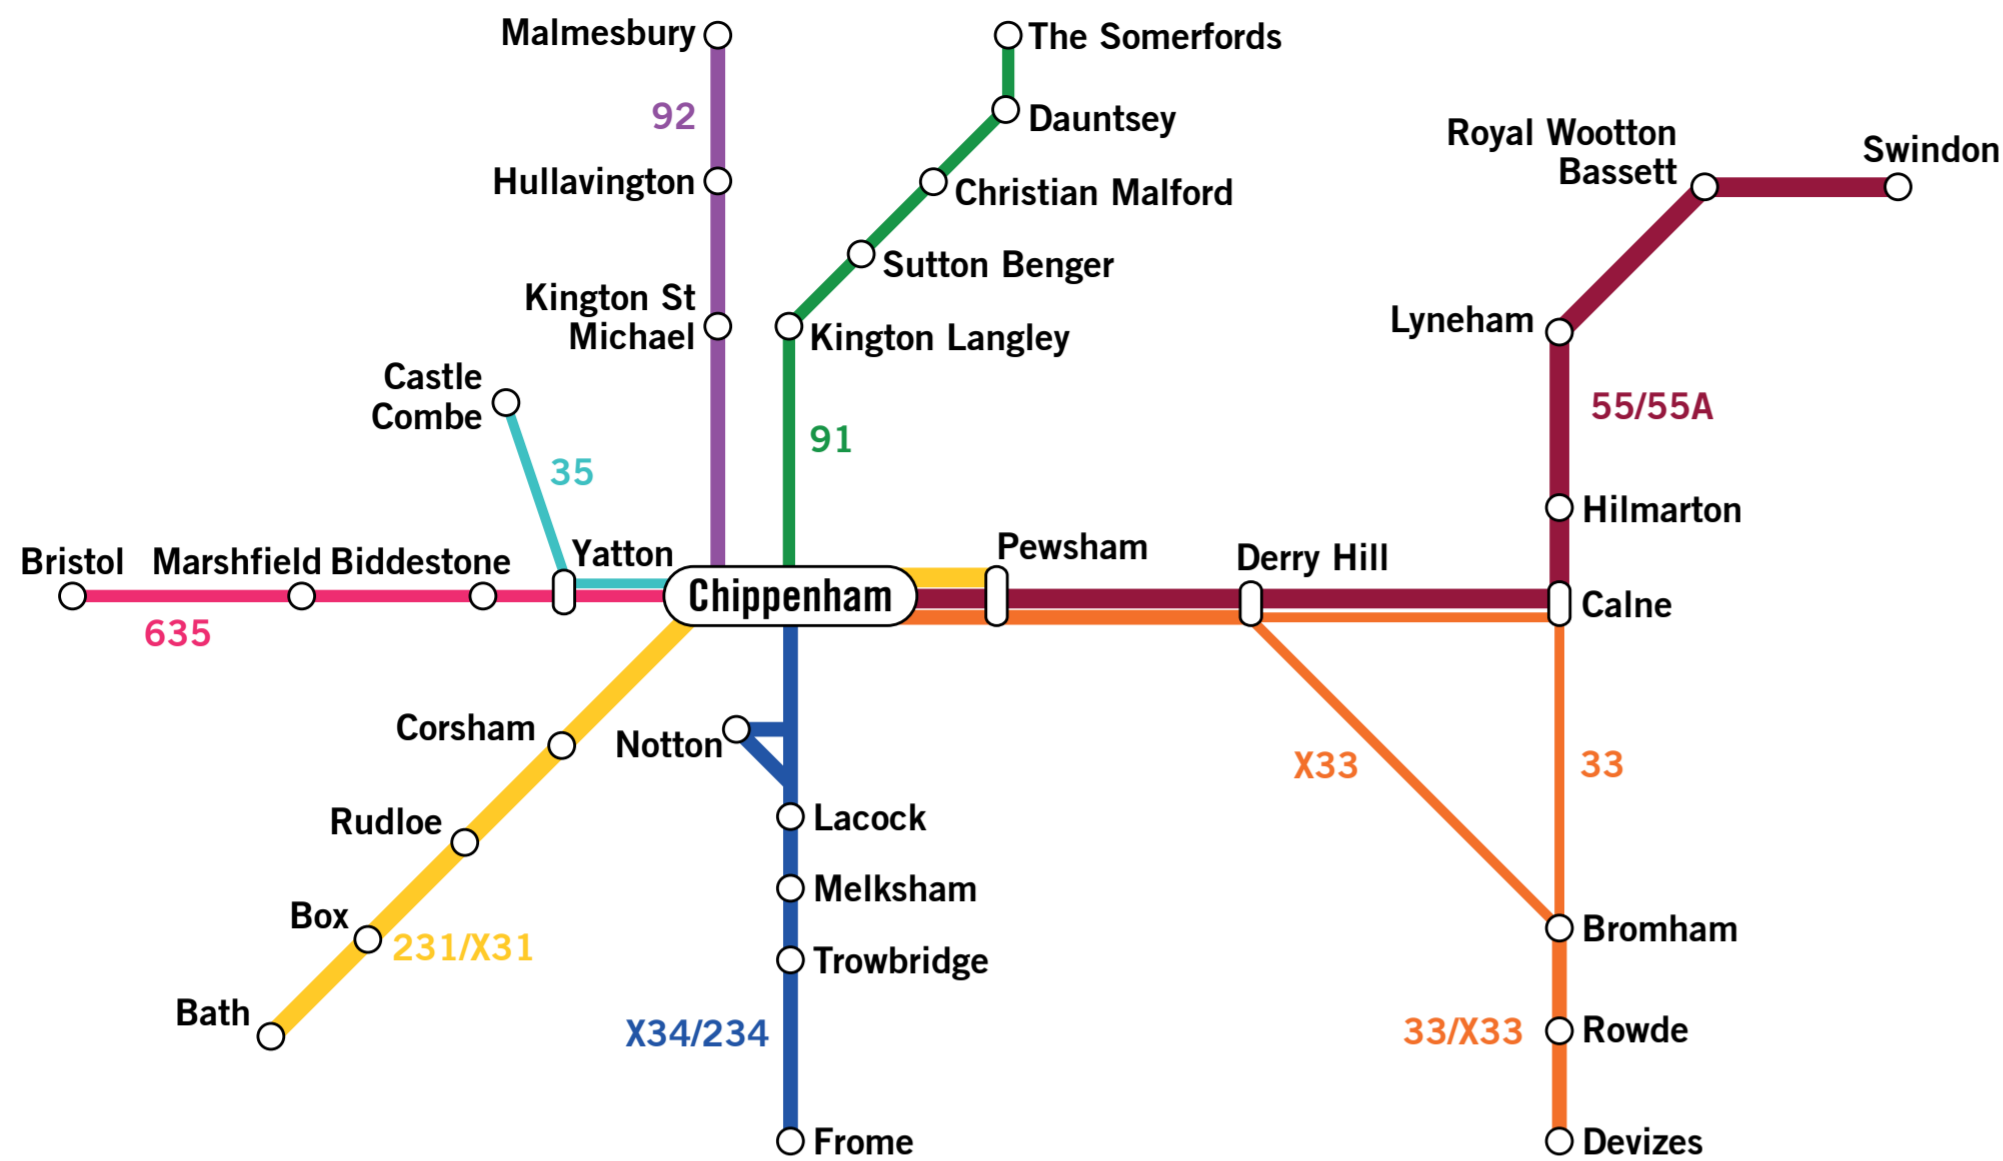 Malmesbury
The Somerfords
92
Dauntsey
Royal Wootton
Bassett
Swindon
Hullavington
Christian Malford
Sutton Benger
Kington St
Michael
Kington Langley
Lyneham
Castle
Combe
55/55A
91
35
Hilmarton
Bristol
Marshfield
Biddestone
Yatton
Pewsham
Derry Hill
Chippenham
Calne
635
Corsham
Notton
X33
33
Rudloe
Lacock
Melksham
Box
231/X31
Bromham
Trowbridge
Bath
X34/234
33/X33
Rowde
Frome
Devizes